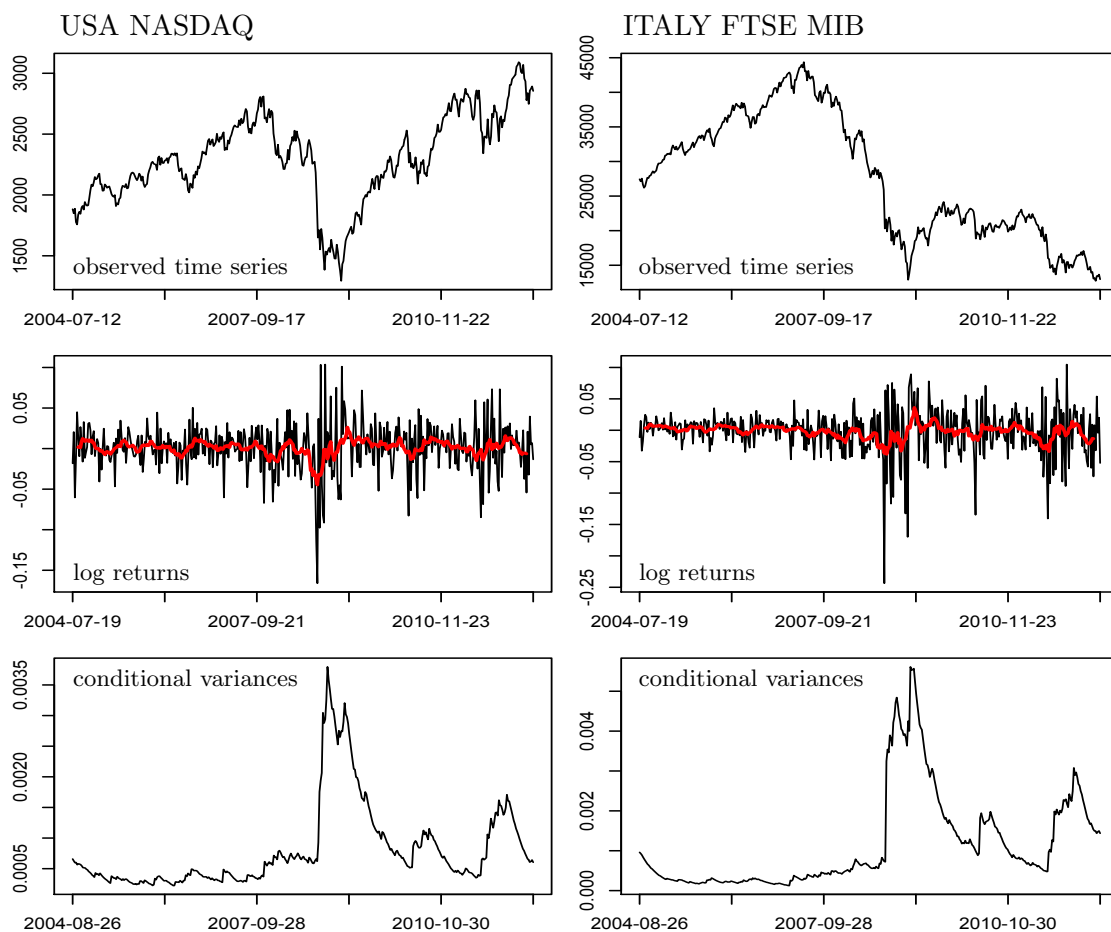 USA NASDAQ
3000
2500
2000
1500
observed time series
2004-07-12 2007-09-17 2010-11-22
ITALY FTSE MIB
45000
35000
25000
15000
observed time series
2004-07-12 2007-09-17 2010-11-22
0.05
-0.05
-0.15
log returns
2004-07-19 2007-09-21 2010-11-23
0.05
-0.05
-0.15
-0.25
log returns
2004-07-19 2007-09-21 2010-11-23
conditional variances
0.0035
0.0020
0.0005
2004-08-26 2007-09-28 2010-10-30
conditional variances
0.004
0.002
0.000
2004-08-26 2007-09-28 2010-10-30